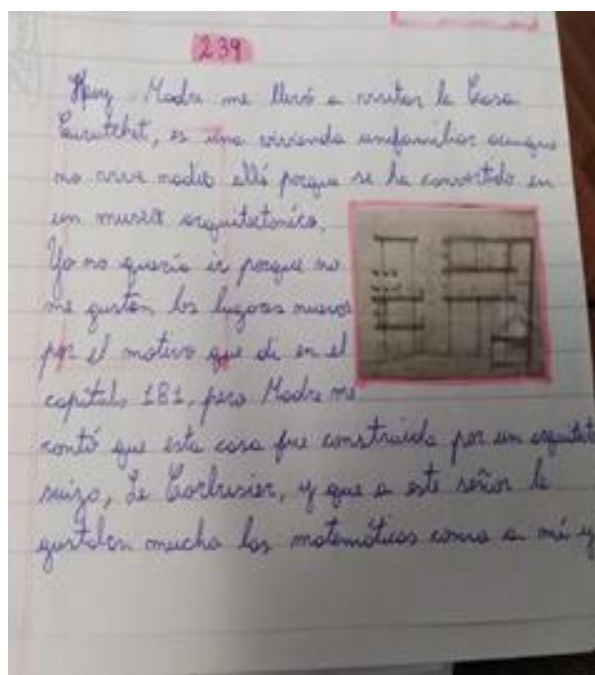 239
Hoy Madre me llevó a visitar la Casa
Curutchet, es una vivienda unifamiliar aunque
no vive nadie allí porque se ha convertido en
un museo arquitectónico.
Yo no quería ir porque no
me gustan los lugares nuevos
por el motivo que di en el
capítulo 181, pero Madre me
contó que esta casa fue construida por un arquitecto
suizo, Le Corbusier, y que a este señor le
gustaban mucho las matemáticas como a mí y